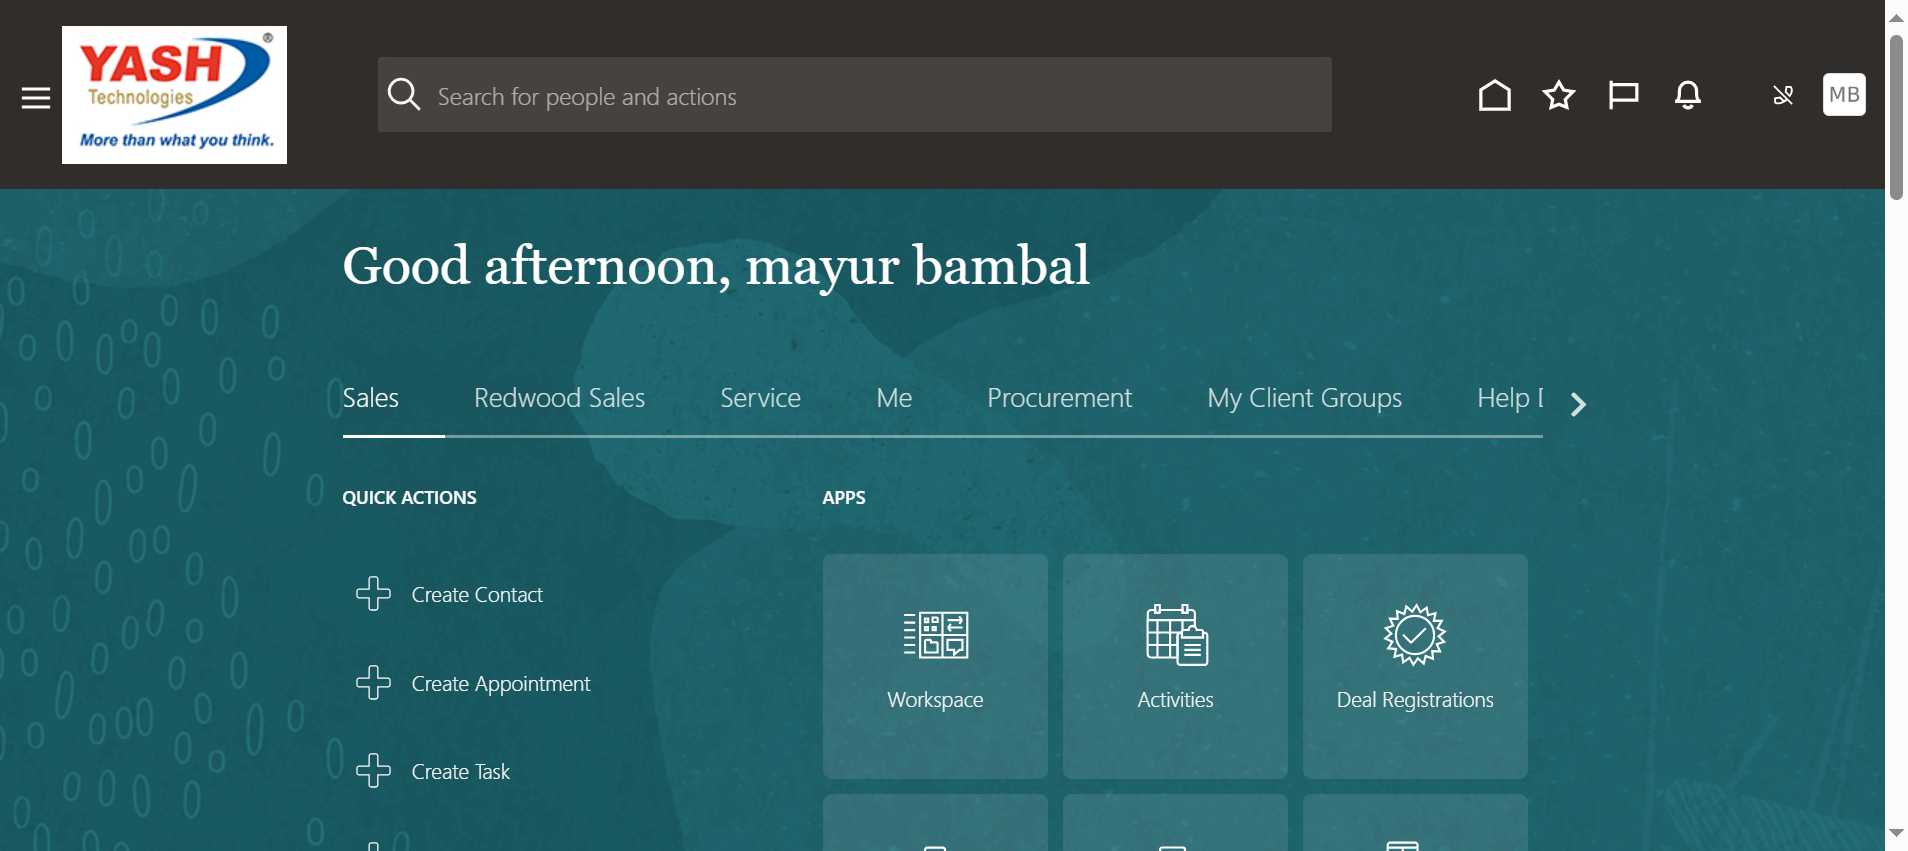 YASH
Technologies
More than what you think.
®
Search for people and actions
MB
Good afternoon, mayur bambal
Sales
Redwood Sales
Service
Me
Procurement
My Client Groups
Help
QUICK ACTIONS
APPS
Create Contact
Create Appointment
Create Task
Workspace
Activities
Deal Registrations